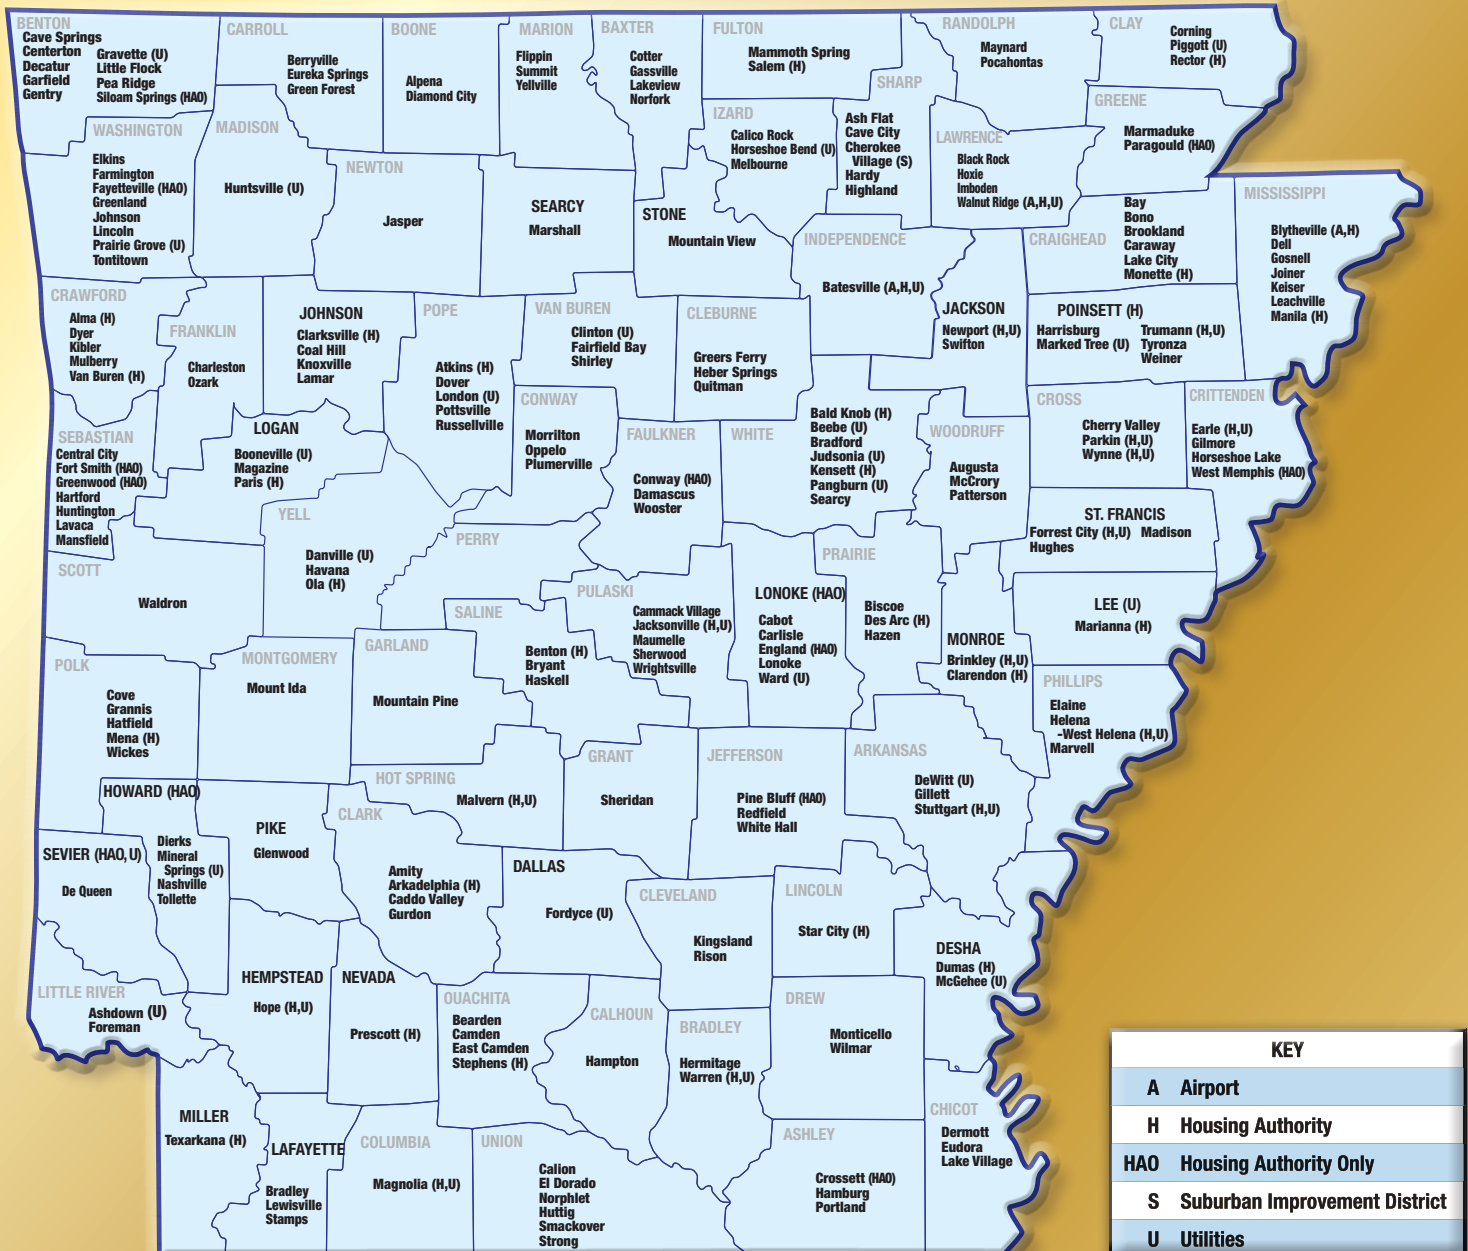 BENTON
Cave Springs
Centerton
Decatur
Garfield
Gentry
Gravette (U)
Little Flock
Pea Ridge
Siloam Springs (HAO)
CARROLL
Berryville
Eureka Springs
Green Forest
BOONE
Alpena
Diamond City
MARION
Flippin
Summit
Yellville
BAXTER
Cotter
Gassville
Lakeview
Norfork
FULTON
Mammoth Spring
Salem (H)
SHARP
Ash Flat
Cave City
Cherokee
Village (S)
Hardy
Highland
RANDOLPH
Maynard
Pocahontas
CLAY
Corning
Piggott (U)
Rector (H)
WASHINGTON
Elkins
Farmington
Fayetteville (HAO)
Greenland
Johnson
Lincoln
Prairie Grove (U)
Tontitown
MADISON
Huntsville (U)
NEWTON
Jasper
SEARCY
Marshall
STONE
Mountain View
IZARD
Calico Rock
Horseshoe Bend (U)
Melbourne
LAWRENCE
Black Rock
Hoxie
Imboden
Walnut Ridge (A,H,U)
GREENE
Marmaduke
Paragould (HAO)
CRAIGHEAD
Bay
Bono
Brookland
Caraway
Lake City
Monette (H)
MISSISSIPPI
Blytheville (A,H)
Dell
Gosnell
Joiner
Keiser
Leachville
Manila (H)
CRAWFORD
Alma (H)
Dyer
Kibler
Mulberry
Van Buren (H)
FRANKLIN
Charleston
Ozark
JOHNSON
Clarksville (H)
Coal Hill
Knoxville
Lamar
POPE
Atkins (H)
Dover
London (U)
Pottsville
Russellville
VAN BUREN
Clinton (U)
Fairfield Bay
Shirley
CLEBURNE
Greers Ferry
Heber Springs
Quitman
INDEPENDENCE
Batesville (A,H,U)
JACKSON
Newport (H,U)
Swifton
POINSETT (H)
Harrisburg
Marked Tree (U)
Trumann (H,U)
Tyronza
Weiner
SEBASTIAN
Central City
Fort Smith (HAO)
Greenwood (HAO)
Hartford
Huntington
Lavaca
Mansfield
LOGAN
Booneville (U)
Magazine
Paris (H)
CONWAY
Morrilton
Oppelo
Plumerville
FAULKNER
Conway (HAO)
Damascus
Wooster
WHITE
Bald Knob (H)
Beebe (U)
Bradford
Judsonia (U)
Kensett (H)
Pangburn (U)
Searcy
WOODRUFF
Augusta
McCrory
Patterson
CROSS
Cherry Valley
Parkin (H,U)
Wynne (H,U)
CRITTENDEN
Earle (H,U)
Gilmore
Horseshoe Lake
West Memphis (HAO)
ST. FRANCIS
Forrest City (H,U) Madison
Hughes
SCOTT
Waldron
YELL
Danville (U)
Havana
Ola (H)
PERRY
SALINE
Benton (H)
Bryant
Haskell
PULASKI
Cammack Village
Jacksonville (H,U)
Maumelle
Sherwood
Wrightsville
LONOKE (HAO)
Cabot
Carlisle
England (HAO)
Lonoke
Ward (U)
PRAIRIE
Biscoe
Des Arc (H)
Hazen
MONROE
Brinkley (H,U)
Clarendon (H)
LEE (U)
Marianna (H)
PHILLIPS
Elaine
Helena
-West Helena (H,U)
Marvell
POLK
Cove
Grannis
Hatfield
Mena (H)
Wickes
MONTGOMERY
Mount Ida
GARLAND
Mountain Pine
HOT SPRING
Malvern (H,U)
GRANT
Sheridan
JEFFERSON
Pine Bluff (HAO)
Redfield
White Hall
ARKANSAS
DeWitt (U)
Gillett
Stuttgart (H,U)
HOWARD (HAO)
Dierks
Mineral
Springs (U)
Nashville
Tollette
SEVIER (HAO, U)
De Queen
PIKE
Glenwood
CLARK
Amity
Arkadelphia (H)
Caddo Valley
Gurdon
DALLAS
Fordyce (U)
CLEVELAND
Kingsland
Rison
LINCOLN
Star City (H)
DESHA
Dumas (H)
McGehee (U)
LITTLE RIVER
Ashdown (U)
Foreman
HEMPSTEAD
Hope (H,U)
NEVADA
Prescott (H)
OUACHITA
Bearden
Camden
East Camden
Stephens (H)
CALHOUN
Hampton
BRADLEY
Hermitage
Warren (H,U)
DREW
Monticello
Wilmar
MILLER
Texarkana (H)
LAFAYETTE
Bradley
Lewisville
Stamps
COLUMBIA
Magnolia (H,U)
UNION
Calion
El Dorado
Norphlet
Huttig
Smackover
Strong
ASHLEY
Crossett (HAO)
Hamburg
Portland
CHICOT
Dermott
Eudora
Lake Village
KEY
A Airport
H Housing Authority
HAO Housing Authority Only
S Suburban Improvement District
U Utilities